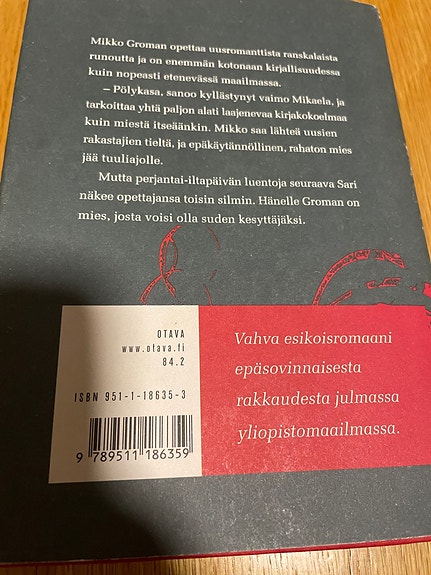 Mikko Groman opettaa uusromanttista ranskalaista
runoutta ja on enemmän kotonaan kirjallisuudessa
kuin nopeasti etenevässä maailmassa.
– Pölykasa, sanoo kyllästynyt vaimo Mikaela, ja
tarkoittaa yhtä paljon alati laajenevaa kirjakokoelmaa
kuin miestä itseäänkin. Mikko saa lähteä uusien
rakastajien tieltä, ja epäkäytännöllinen, rahaton mies
jää tuuliajolle.
Mutta perjantai-iltapäivän luentoja seuraava Sari
näkee opettajansa toisin silmin. Hänelle Groman on
mies, josta voisi olla suden kesyttäjäksi.
OTAVA
www.otava.fi
84.2
ISBN 951-1-18635-3
9 789511 186359
Vahva esikoisromaani
epäsovinnaisesta
rakkaudesta julmassa
yliopistomaailmassa.